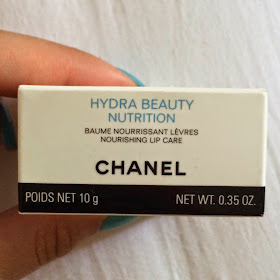 HYDRA BEAUTY
NUTRITION
BAUME NOURRISSANT LÈVRES
NOURISHING LIP CARE
CHANEL
POIDS NET 10 g NET WT. 0.35 OZ.